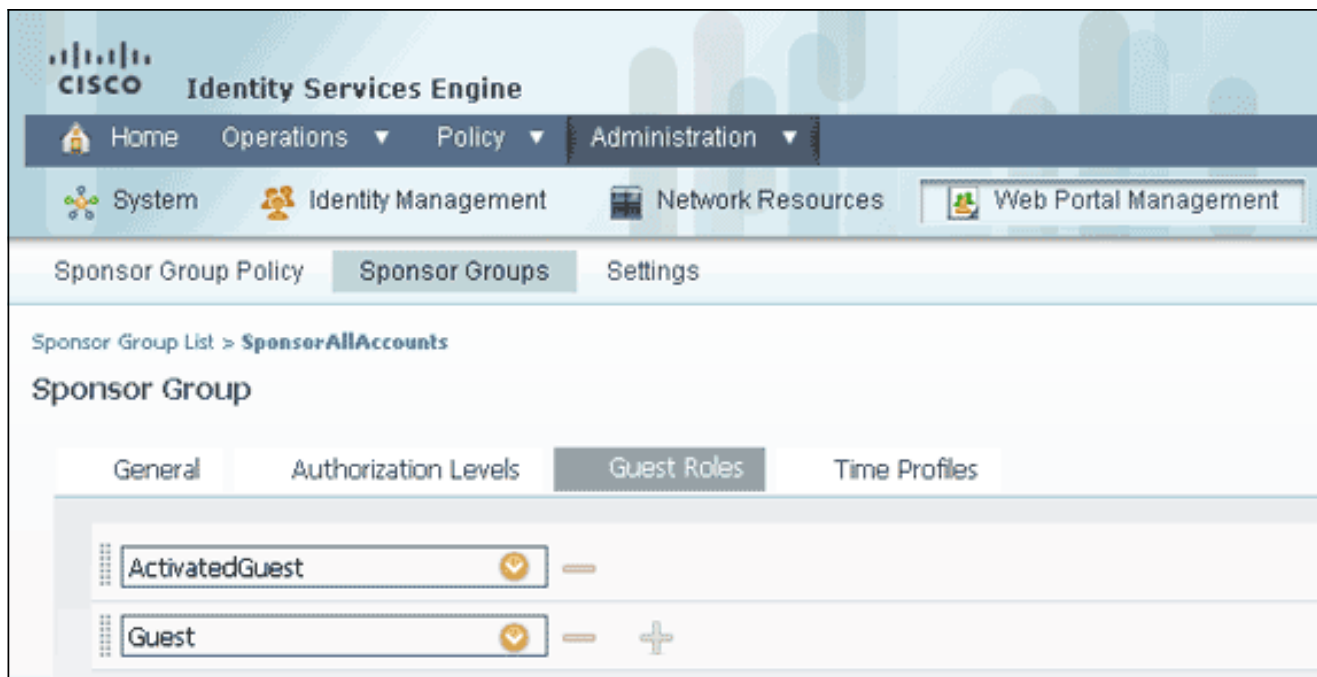 CISCO Identity Services Engine
Home Operations Policy Administration
System Identity Management Network Resources Web Portal Management
Sponsor Group Policy Sponsor Groups Settings
Sponsor Group List > SponsorAllAccounts
Sponsor Group
General Authorization Levels Guest Roles Time Profiles
ActivatedGuest
Guest